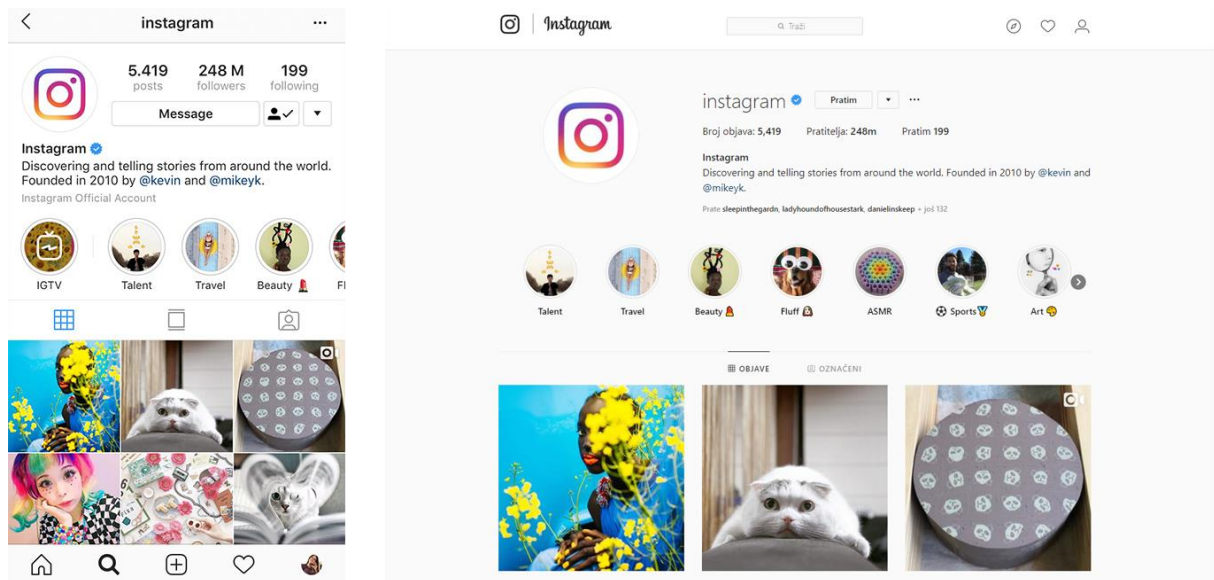 instagram
5.419 248 M 199
posts followers following
Message
Instagram
Discovering and telling stories from around the world.
Founded in 2010 by @kevin and @mikeyk.
Instagram Official Account
IGTV Talent Travel Beauty Fl
Instagram
Traži
instagram Pratim
Broj objava: 5,419 Pratitelja: 248m Pratim 199
Instagram
Discovering and telling stories from around the world. Founded in 2010 by @kevin and
@mikeyk.
Prate sleepinthegardn, ladyhoundofhousestark, danielinskeep + još 132
Talent Travel Beauty Fluff ASMR Sports Art
OBJAVE OZNAČENI